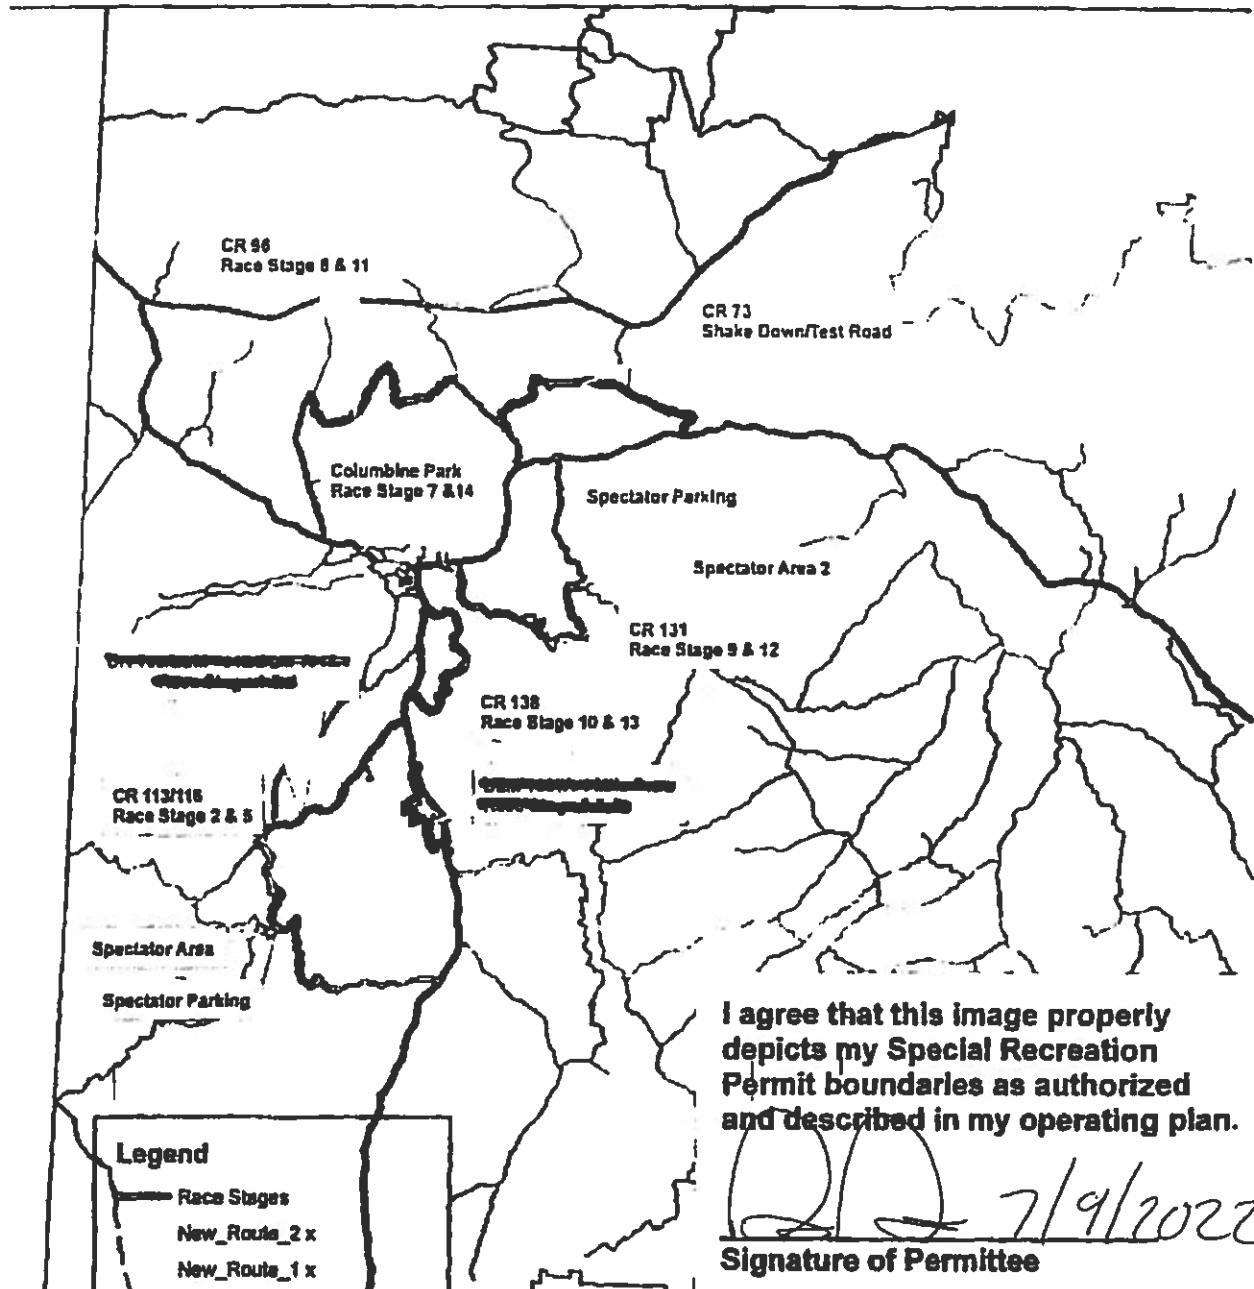 CR 96
Race Stage 8 & 11
CR 73
Shake Down/Test Road
Columbine Park
Race Stage 7 &14
Spectator Parking
Spectator Area 2
CR 131
Race Stage 9 & 12
CR 138
Race Stage 10 & 13
CR 113/116
Race Stage 2 & 5
Spectator Area
Spectator Parking
I agree that this image properly
depicts my Special Recreation
Permit boundaries as authorized
and described in my operating plan.
7/9/2022
Signature of Permittee
Legend
Race Stages
New_Route_2 x
New_Route_1 x